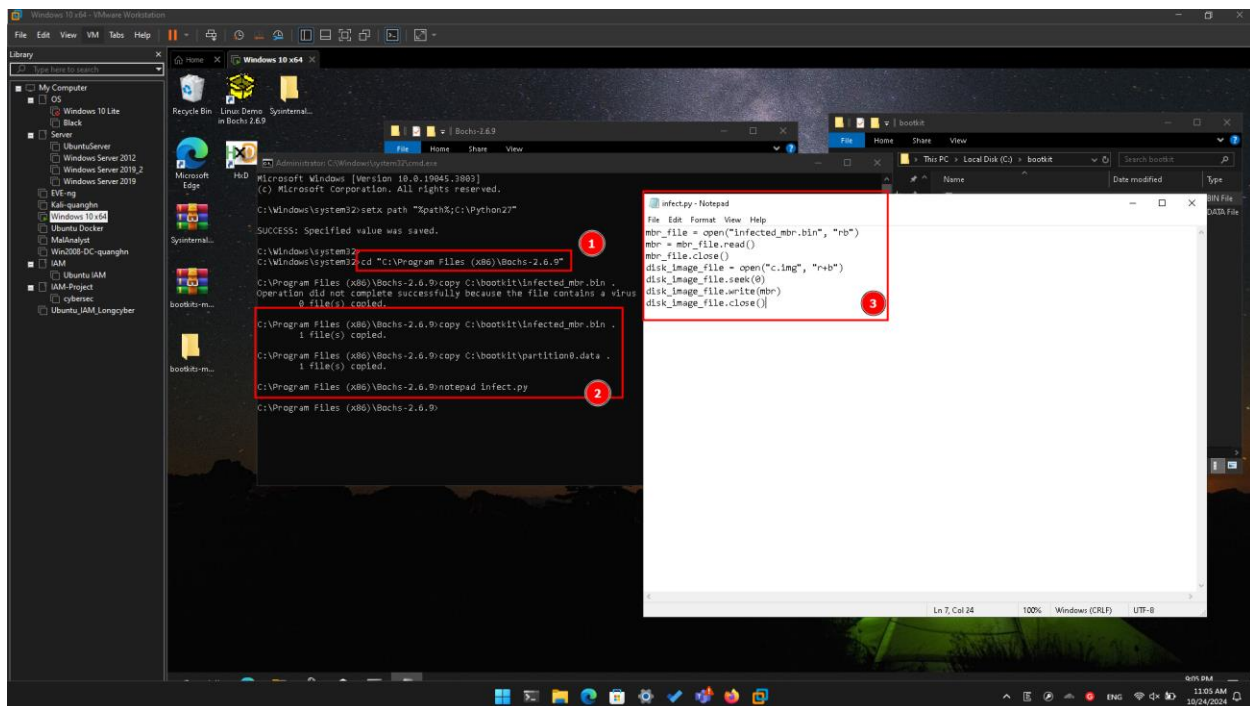 Windows 10 x64 - VMware Workstation
File Edit View VM Tabs Help
Library
Type here to search
My Computer
OS
Windows 10 Lite
Black
Server
UbuntuServer
Windows Server 2012
Windows Server 2019_2
Windows Server 2019
EVE-ng
Kali-quanghn
Windows 10 x64
Ubuntu Docker
MalAnalyst
Win2008-DC-quanghn
IAM
Ubuntu IAM
IAM-Project
cybersec
Ubuntu_IAM_Longcyber
Home
Windows 10 x64
Recycle Bin
Linux Demo in Bochs 2.6.9
Sysinternal...
Microsoft Edge
HxD
Sysinternal...
bootkits-m...
bootkits-m...
Bochs-2.6.9
File Home Share View
Administrator: C:\Windows\system32\cmd.exe
Microsoft Windows [Version 10.0.19045.3803]
(c) Microsoft Corporation. All rights reserved.
C:\Windows\system32>setx path "%path%;C:\Python27"
SUCCESS: Specified value was saved.
C:\Windows\system32>
C:\Windows\system32>cd "C:\Program Files (x86)\Bochs-2.6.9"
1
C:\Program Files (x86)\Bochs-2.6.9>copy C:\bootkit\infected_mbr.bin .
Operation did not complete successfully because the file contains a virus
0 file(s) copied.
C:\Program Files (x86)\Bochs-2.6.9>copy C:\bootkit\infected_mbr.bin .
1 file(s) copied.
C:\Program Files (x86)\Bochs-2.6.9>copy C:\bootkit\partition0.data .
1 file(s) copied.
C:\Program Files (x86)\Bochs-2.6.9>notepad infect.py
2
C:\Program Files (x86)\Bochs-2.6.9>
bootkit
File Home Share View
This PC > Local Disk (C:) > bootkit
Search bootkit
Name Date modified Type
BIN File
DATA File
infect.py - Notepad
File Edit Format View Help
mbr_file = open("infected_mbr.bin", "rb")
mbr = mbr_file.read()
mbr_file.close()
disk_image_file = open("c.img", "r+b")
disk_image_file.seek(0)
disk_image_file.write(mbr)
disk_image_file.close()
3
Ln 7, Col 24 100% Windows (CRLF) UTF-8
9:05 PM
ENG
11:05 AM
10/24/2024